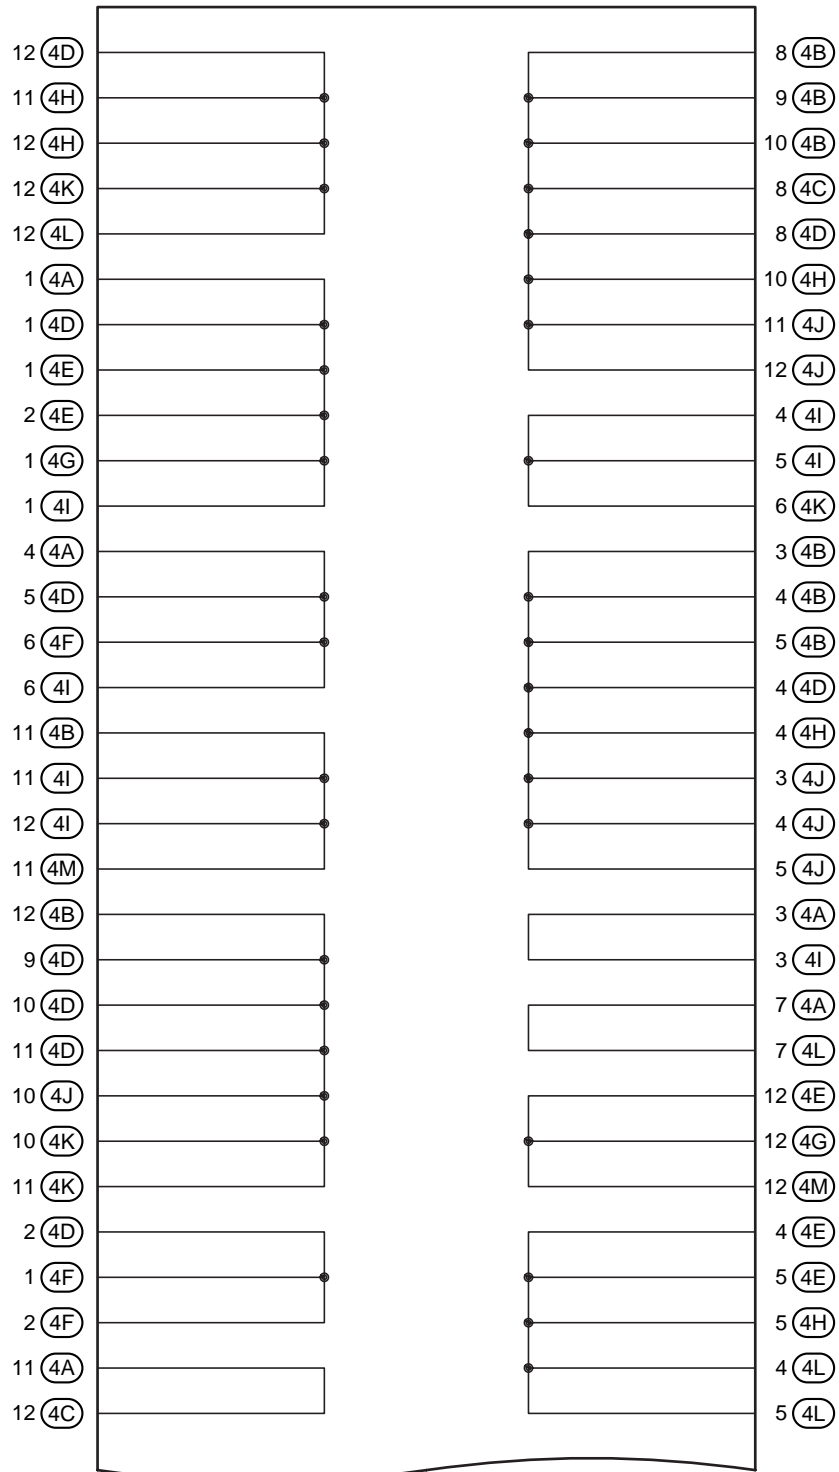 12 4D 8 4B
11 4H 9 4B
12 4H 10 4B
12 4K 8 4C
12 4L 8 4D
1 4A 10 4H
1 4D 11 4J
1 4E 12 4J
2 4E 4 4I
1 4G 5 4I
1 4I 6 4K
4 4A 3 4B
5 4D 4 4B
6 4F 5 4B
6 4I 4 4D
11 4B 4 4H
11 4I 3 4J
12 4I 4 4J
11 4M 5 4J
12 4B 3 4A
9 4D 3 4I
10 4D 7 4A
11 4D 7 4L
10 4J 12 4E
10 4K 12 4G
11 4K 12 4M
2 4D 4 4E
1 4F 5 4E
2 4F 5 4H
11 4A 4 4L
12 4C 5 4L